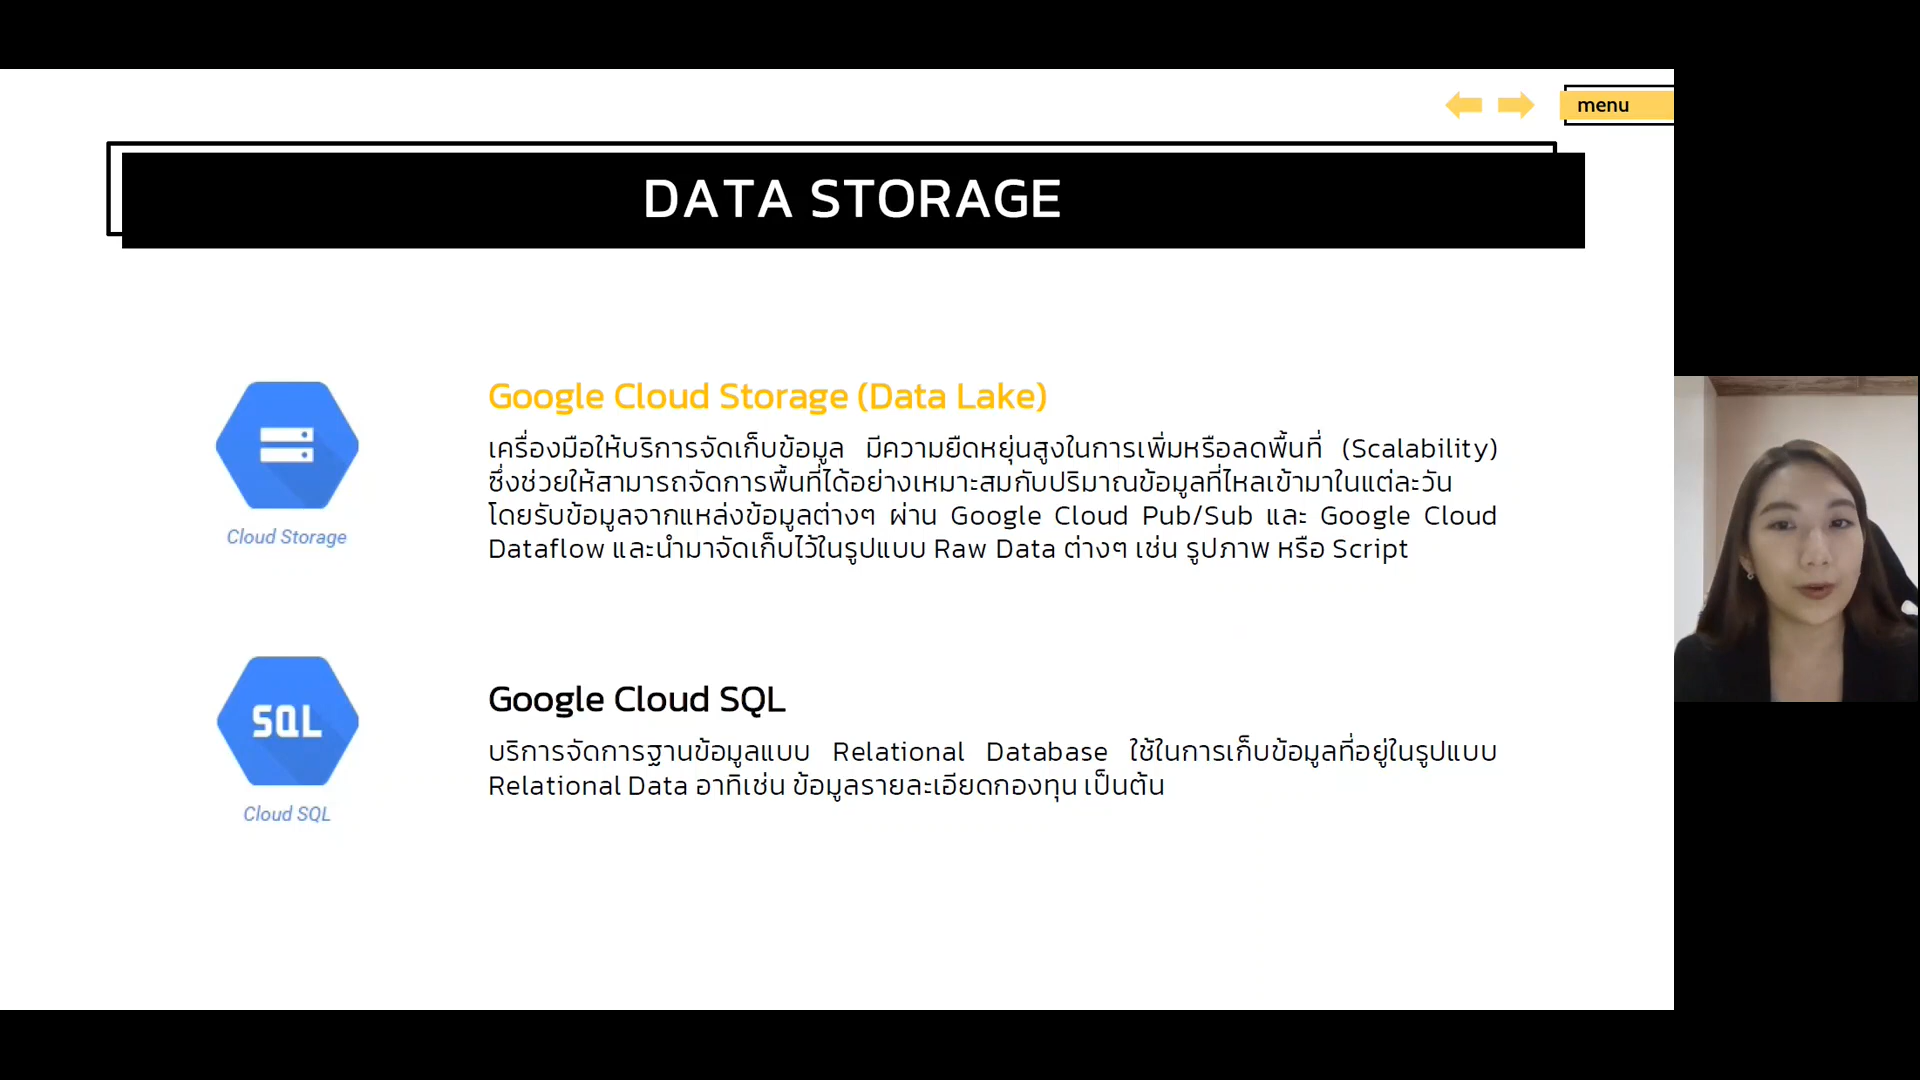 menu
DATA STORAGE
Google Cloud Storage (Data Lake)
เครื่องมือให้บริการจัดเก็บข้อมูล มีความยืดหยุ่นสูงในการเพิ่มหรือลดพื้นที่ (Scalability)
ซึ่งช่วยให้สามารถจัดการพื้นที่ได้อย่างเหมาะสมกับปริมาณข้อมูลที่ไหลเข้ามาในแต่ละวัน
โดยรับข้อมูลจากแหล่งข้อมูลต่างๆ ผ่าน Google Cloud Pub/Sub และ Google Cloud
Dataflow และนำมาจัดเก็บไว้ในรูปแบบ Raw Data ต่างๆ เช่น รูปภาพ หรือ Script
Cloud Storage
Google Cloud SQL
บริการจัดการฐานข้อมูลแบบ Relational Database ใช้ในการเก็บข้อมูลที่อยู่ในรูปแบบ
Relational Data อาทิเช่น ข้อมูลรายละเอียดกองทุน เป็นต้น
SQL
Cloud SQL